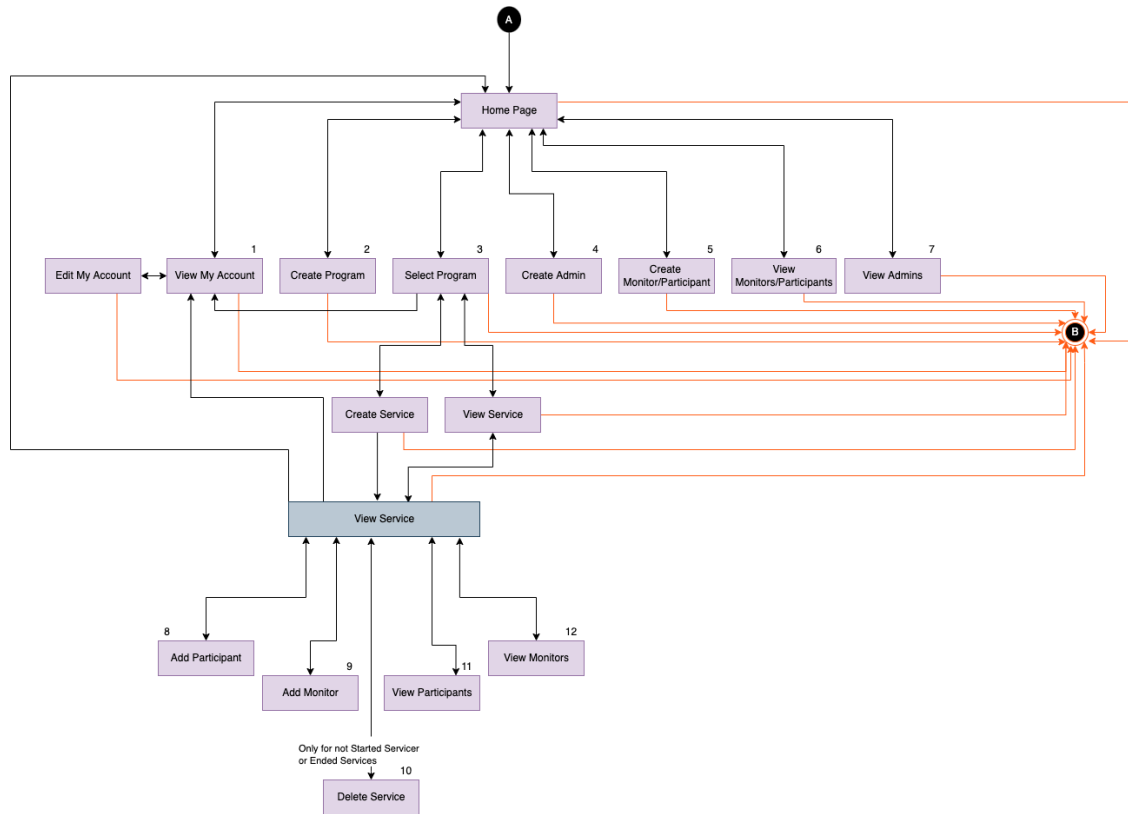 A
Home Page
1
2
3
4
5
6
7
Edit My Account
View My Account
Create Program
Select Program
Create Admin
Create
Monitor/Participant
View
Monitors/Participants
View Admins
B
Create Service
View Service
View Service
8
Add Participant
9
Add Monitor
11
View Participants
12
View Monitors
Only for not Started Servicer
or Ended Services
10
Delete Service